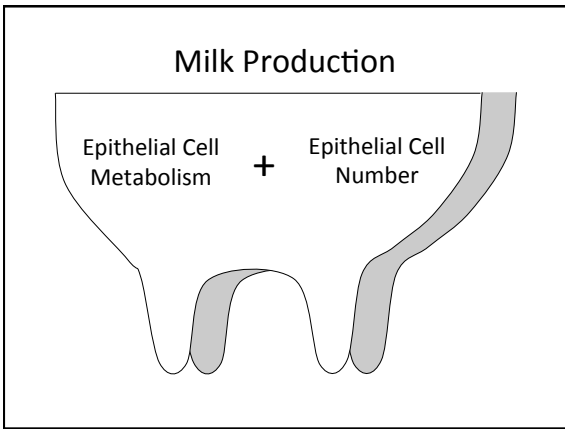 Milk Production
Epithelial Cell
Metabolism
+
Epithelial Cell
Number